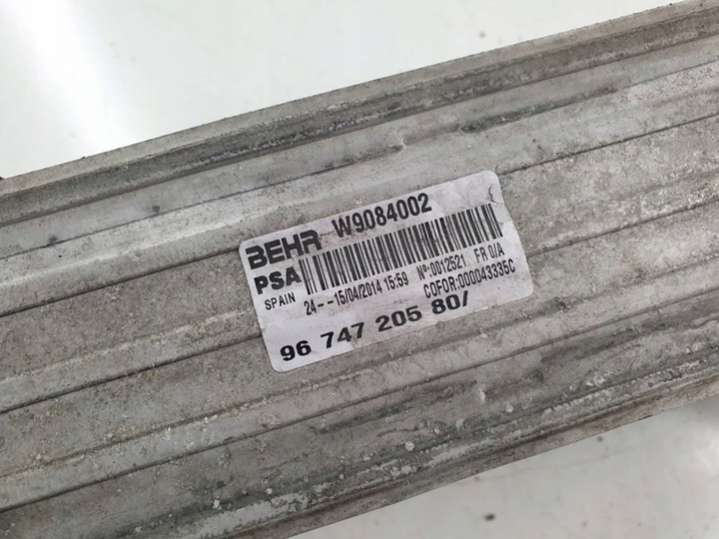 BEHR W9084002
PSA
SPAIN 24--15/04/2014 15:59 Nº:0012521 FR 0/A
COFOR:000043335C
96 747 205 80/